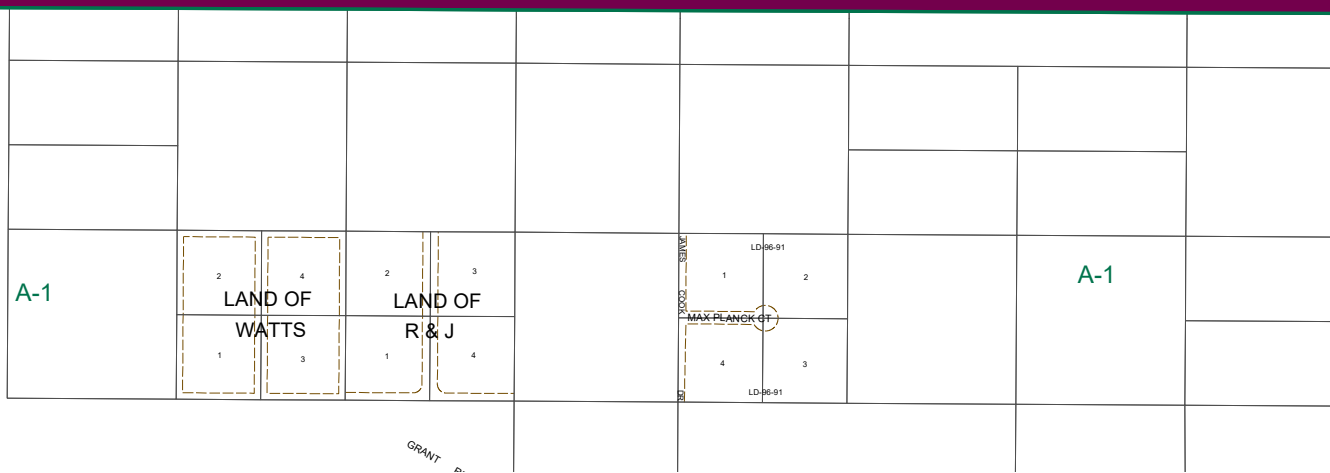 A-1
2
4
LAND OF
WATTS
1
3
2
3
LAND OF
R & J
1
4
JAMES COOK DR
LD-96-91
1
2
MAX PLANCK CT
4
3
LD-96-91
A-1
GRANT